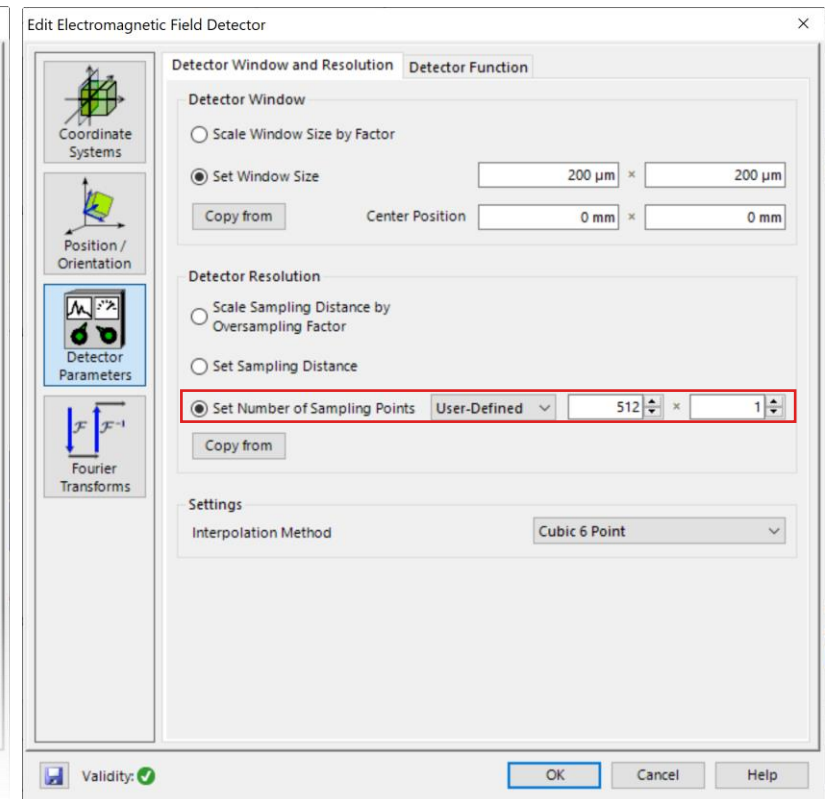 Edit Electromagnetic Field Detector
Coordinate
Systems
Position /
Orientation
Detector
Parameters
ℱ ℱ⁻¹
Fourier
Transforms
Detector Window and Resolution Detector Function
Detector Window
Scale Window Size by Factor
Set Window Size 200 µm × 200 µm
Copy from Center Position 0 mm × 0 mm
Detector Resolution
Scale Sampling Distance by
Oversampling Factor
Set Sampling Distance
Set Number of Sampling Points User-Defined 512 × 1
Copy from
Settings
Interpolation Method Cubic 6 Point
Validity: OK Cancel Help